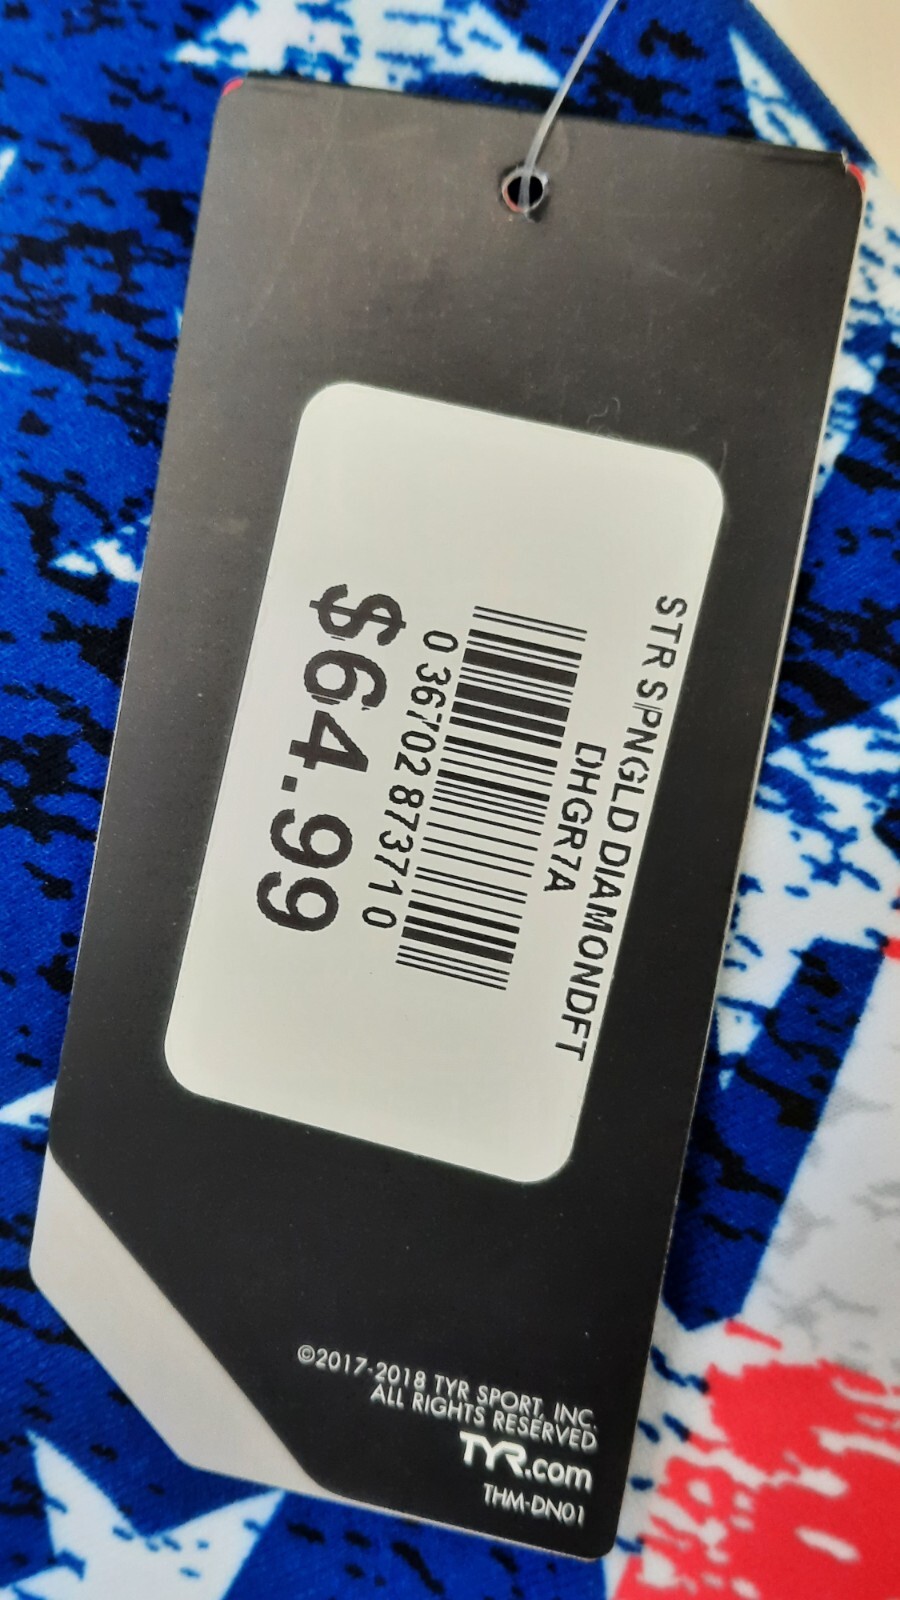 STR SPNGLD DIAMONDFT
DHGR7A
0 36702 87371 0
$64.99
©2017-2018 TYR SPORT, INC.
ALL RIGHTS RESERVED
TYR.com
THM-DN01